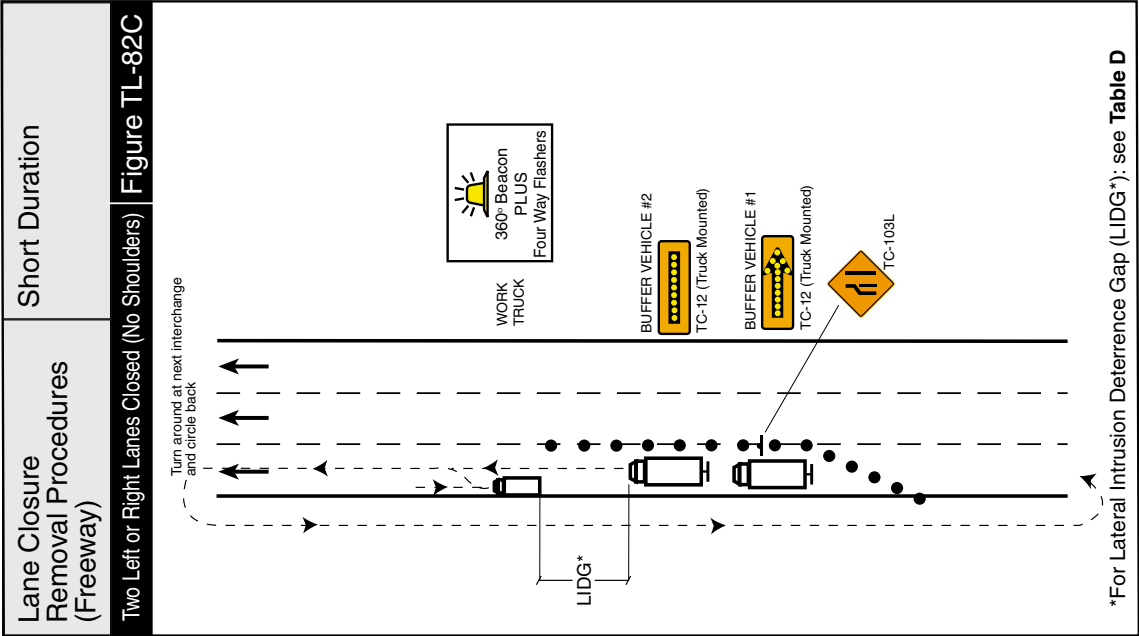 Lane Closure
Removal Procedures
(Freeway)
Short Duration
Two Left or Right Lanes Closed (No Shoulders)
Figure TL-82C
Turn around at next interchange
and circle back
360° Beacon
PLUS
Four Way Flashers
WORK
TRUCK
BUFFER VEHICLE #2
TC-12 (Truck Mounted)
BUFFER VEHICLE #1
TC-12 (Truck Mounted)
TC-103L
LIDG*
*For Lateral Intrusion Deterrence Gap (LIDG*): see Table D